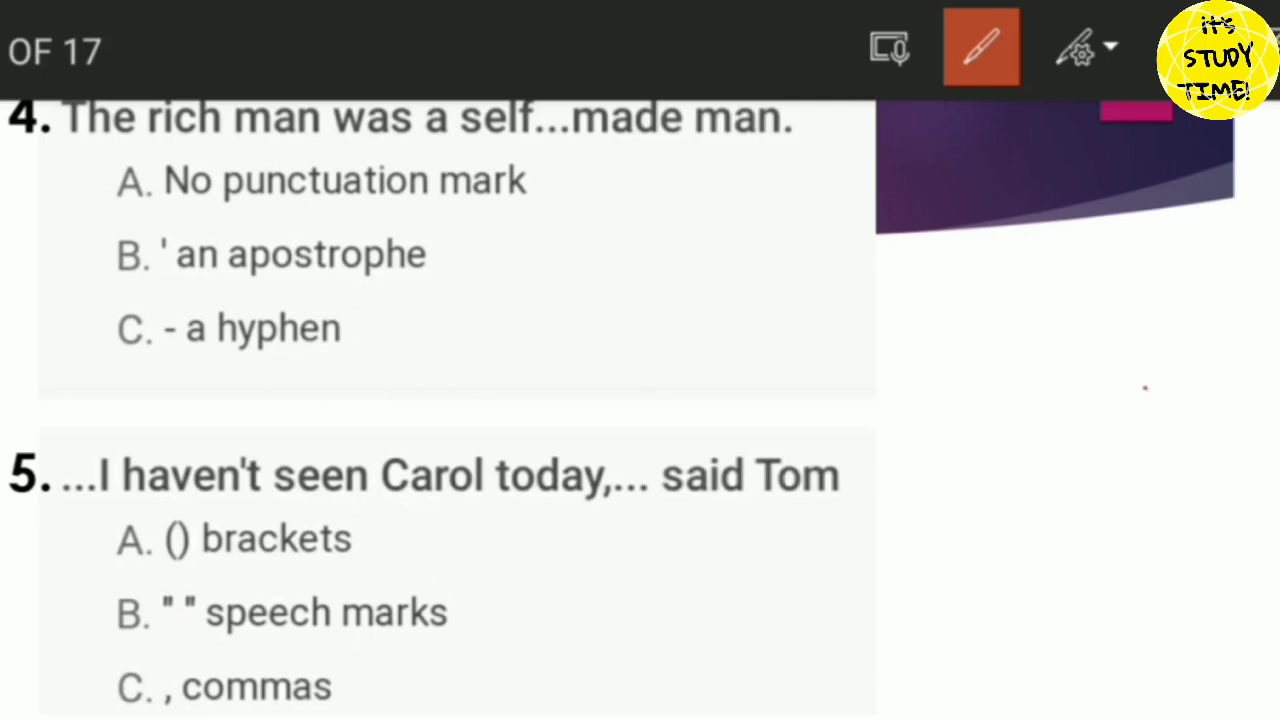 OF 17
iT's
STUDY
TiME!
4. The rich man was a self...made man.
A. No punctuation mark
B. ' an apostrophe
C. - a hyphen
5. ...I haven't seen Carol today,... said Tom
A. () brackets
B. " " speech marks
C. , commas